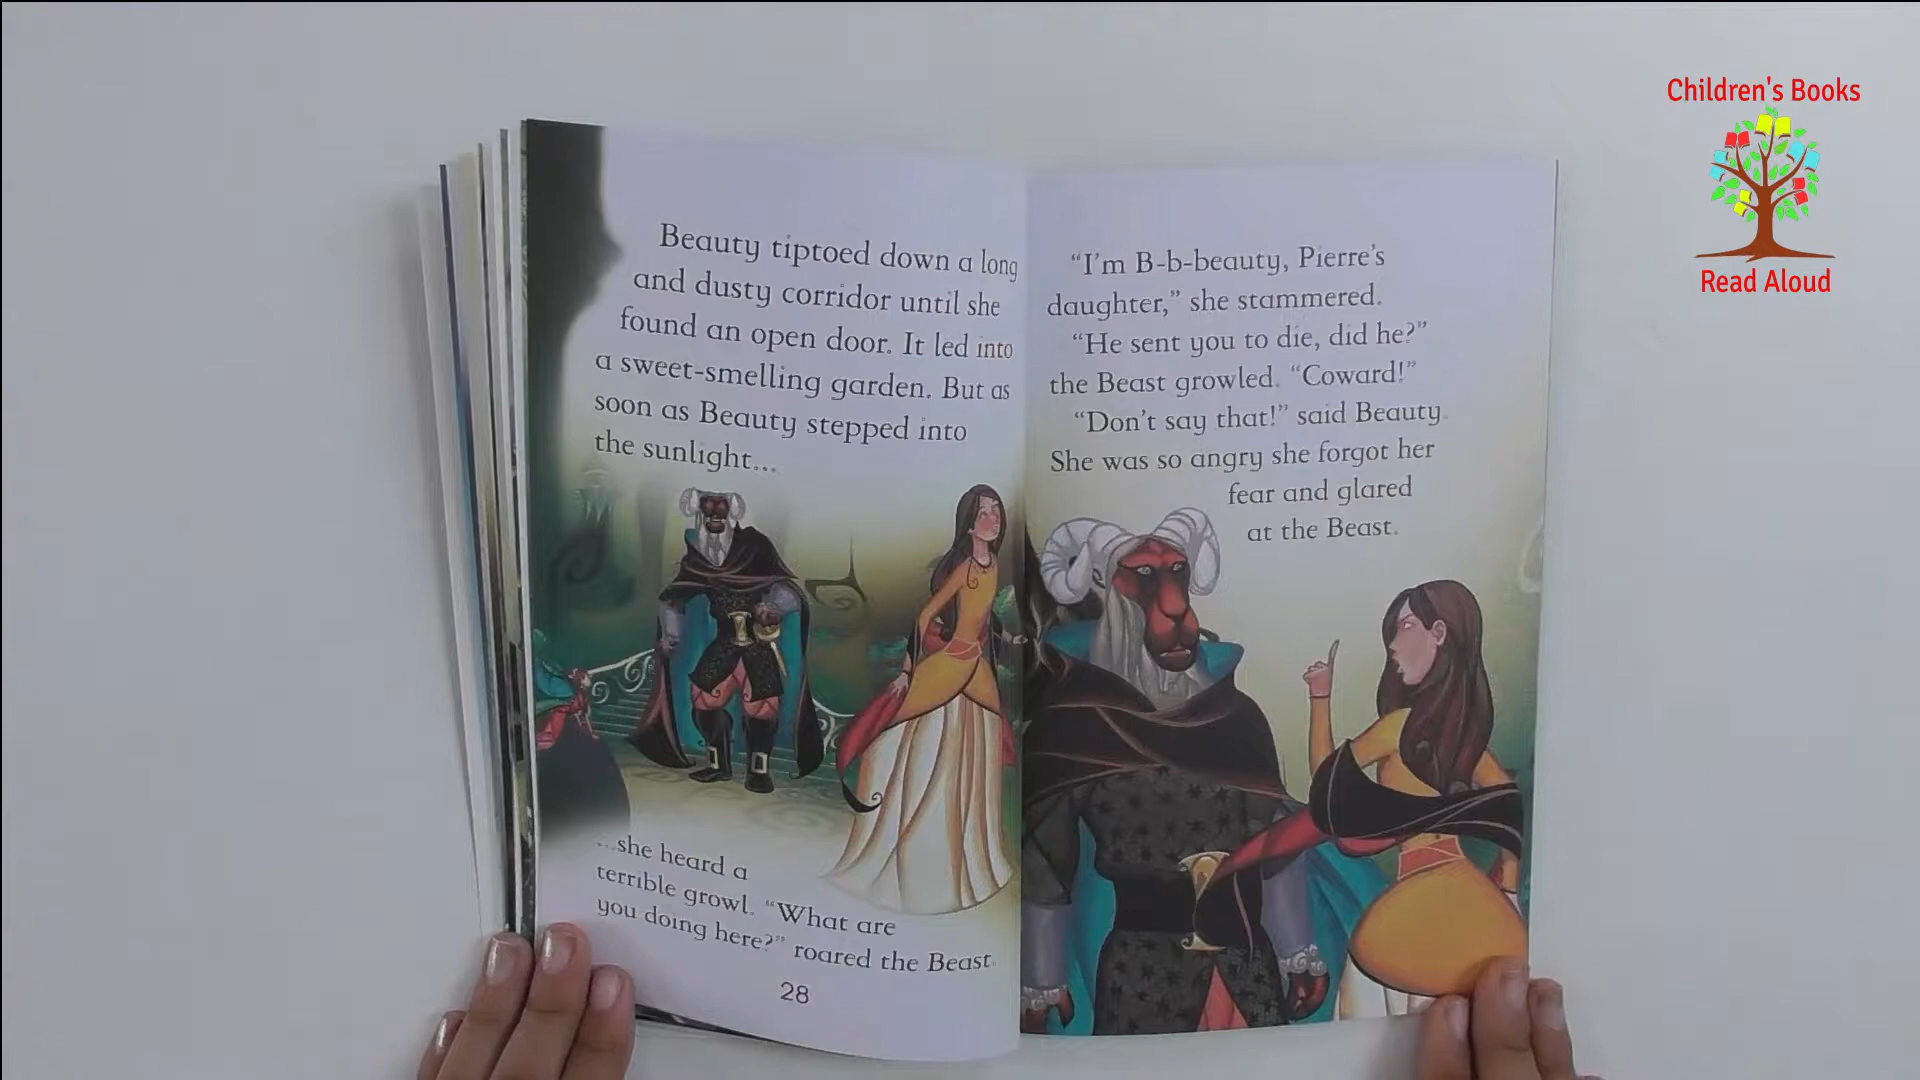 Beauty tiptoed down a long
and dusty corridor until she
found an open door. It led into
a sweet-smelling garden. But as
soon as Beauty stepped into
the sunlight...
...she heard a
terrible growl. “What are
you doing here?” roared the Beast.
28
“I’m B-b-beauty, Pierre’s
daughter,” she stammered.
“He sent you to die, did he?”
the Beast growled. “Coward!”
“Don’t say that!” said Beauty.
She was so angry she forgot her
fear and glared
at the Beast.
Children's Books
Read Aloud